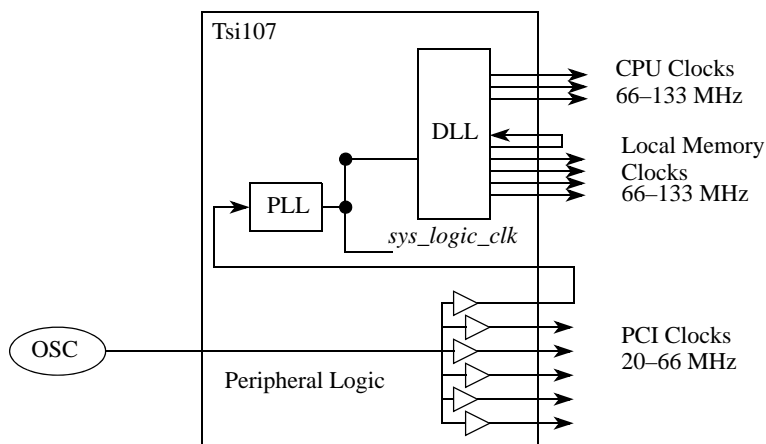 Tsi107
CPU Clocks
66–133 MHz
DLL
Local Memory
Clocks
66–133 MHz
PLL
sys_logic_clk
OSC
Peripheral Logic
PCI Clocks
20–66 MHz